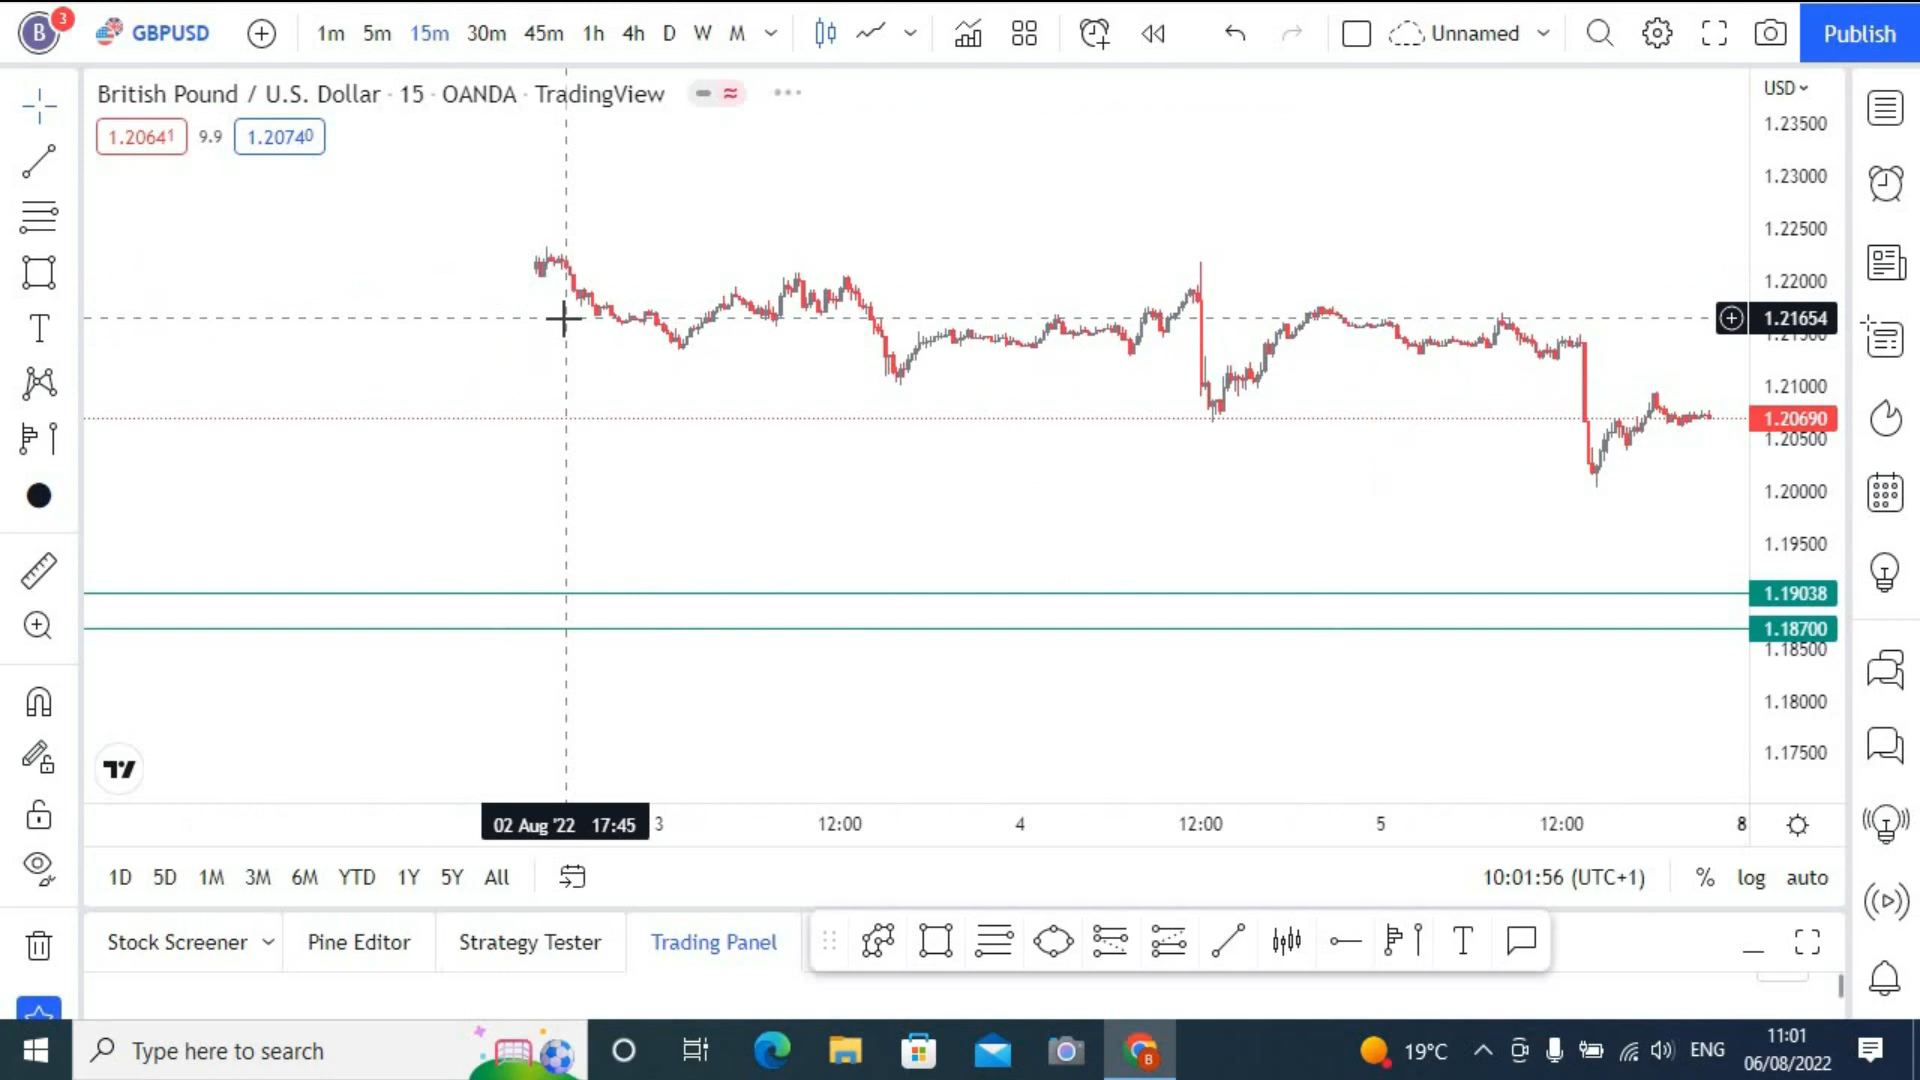 B 3 GBPUSD 1m 5m 15m 30m 45m 1h 4h D W M Unnamed Publish
British Pound / U.S. Dollar · 15 · OANDA · TradingView
USD
1.20641 9.9 1.20740
1.23500
1.23000
1.22500
1.22000
1.21654
1.21000
1.20690
1.20500
1.20000
1.19500
1.19038
1.18700
1.18500
1.18000
1.17500
02 Aug '22 17:45 3 12:00 4 12:00 5 12:00 8
1D 5D 1M 3M 6M YTD 1Y 5Y All 10:01:56 (UTC+1) % log auto
Stock Screener Pine Editor Strategy Tester Trading Panel
Type here to search 19°C ENG
11:01
06/08/2022